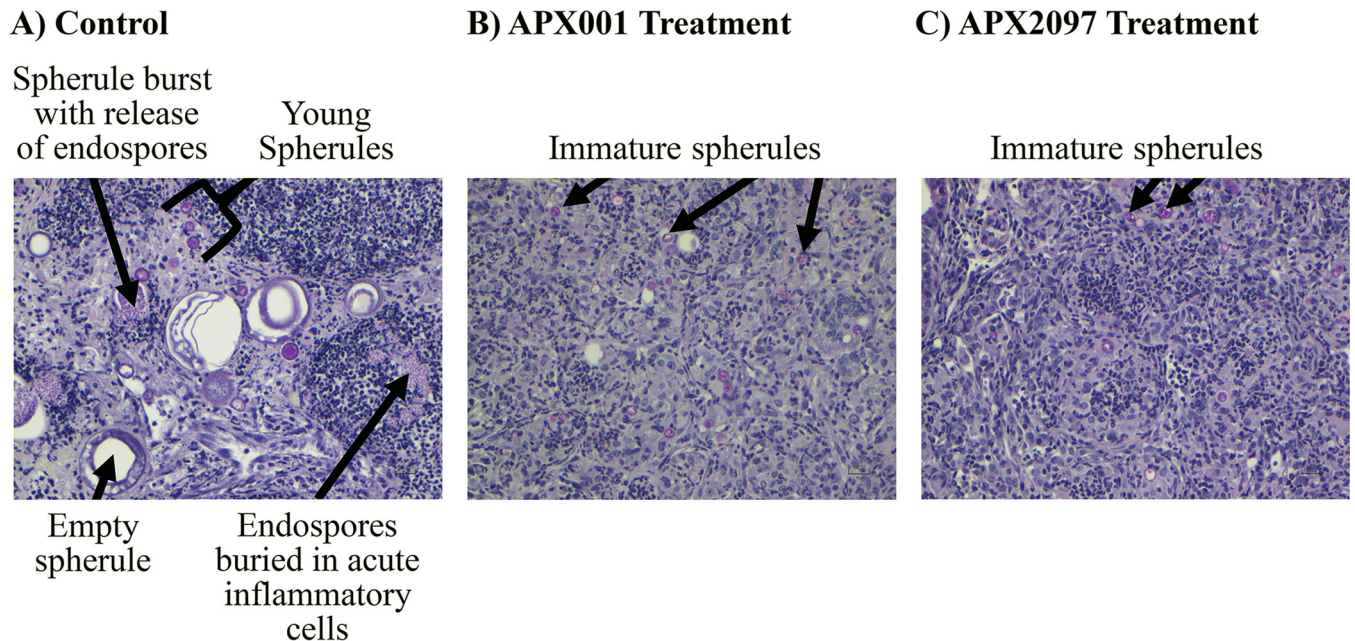 A) Control
Spherule burst
with release
of endospores
Young
Spherules
Empty
spherule
Endospores
buried in acute
inflammatory
cells
B) APX001 Treatment
Immature spherules
C) APX2097 Treatment
Immature spherules